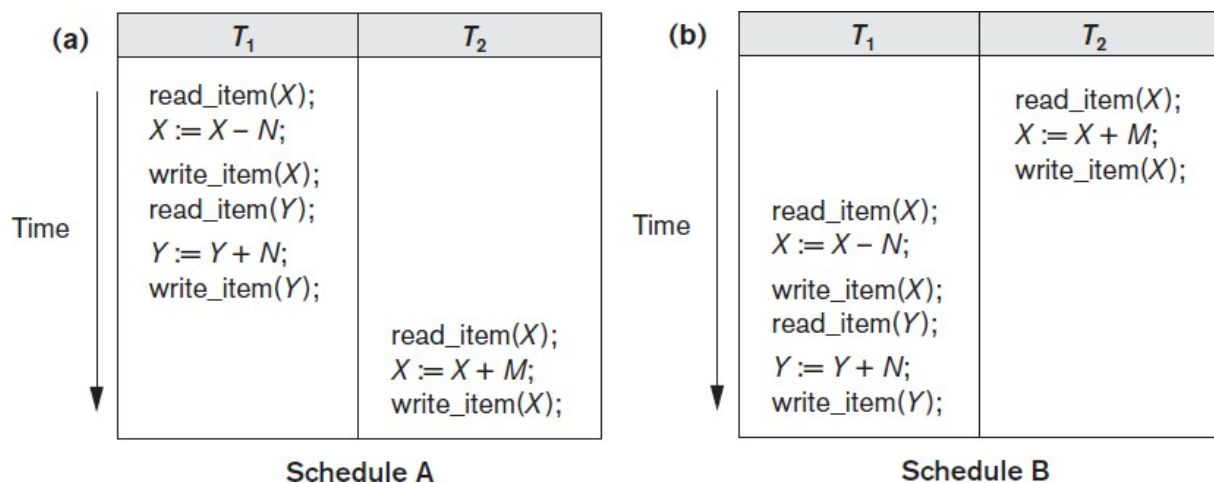 (a)
T1
T2
Time
read_item(X);
X := X – N;
write_item(X);
read_item(Y);
Y := Y + N;
write_item(Y);
read_item(X);
X := X + M;
write_item(X);
Schedule A
(b)
T1
T2
Time
read_item(X);
X := X + M;
write_item(X);
read_item(X);
X := X – N;
write_item(X);
read_item(Y);
Y := Y + N;
write_item(Y);
Schedule B